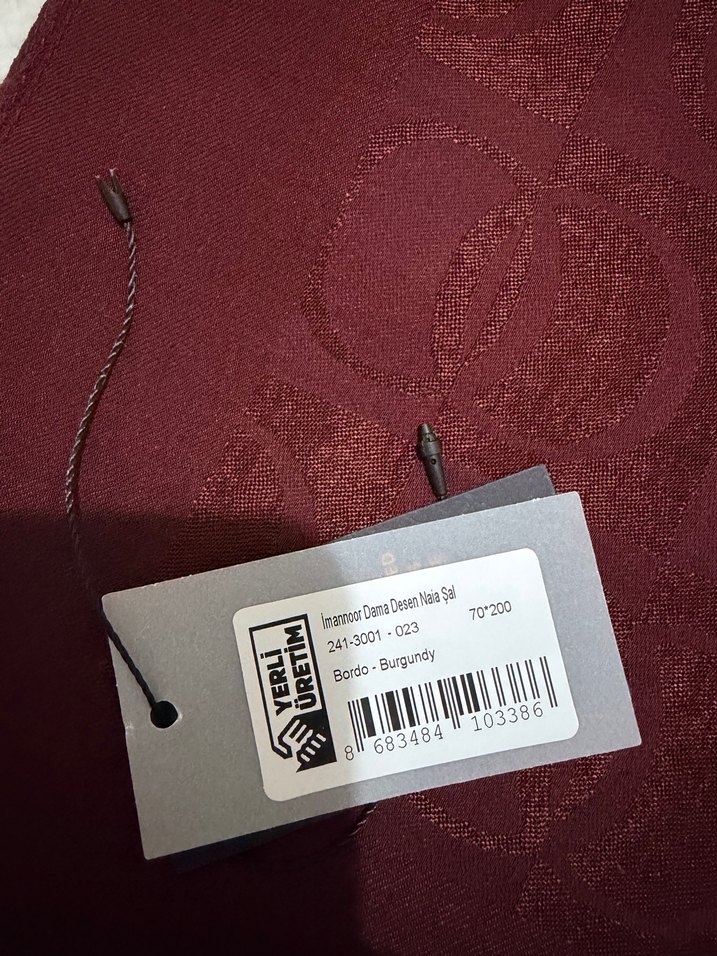 YERLİ
ÜRETİM
İmannoor Dama Desen Naia Şal
241-3001 - 023
70*200
Bordo - Burgundy
8 683484 103386